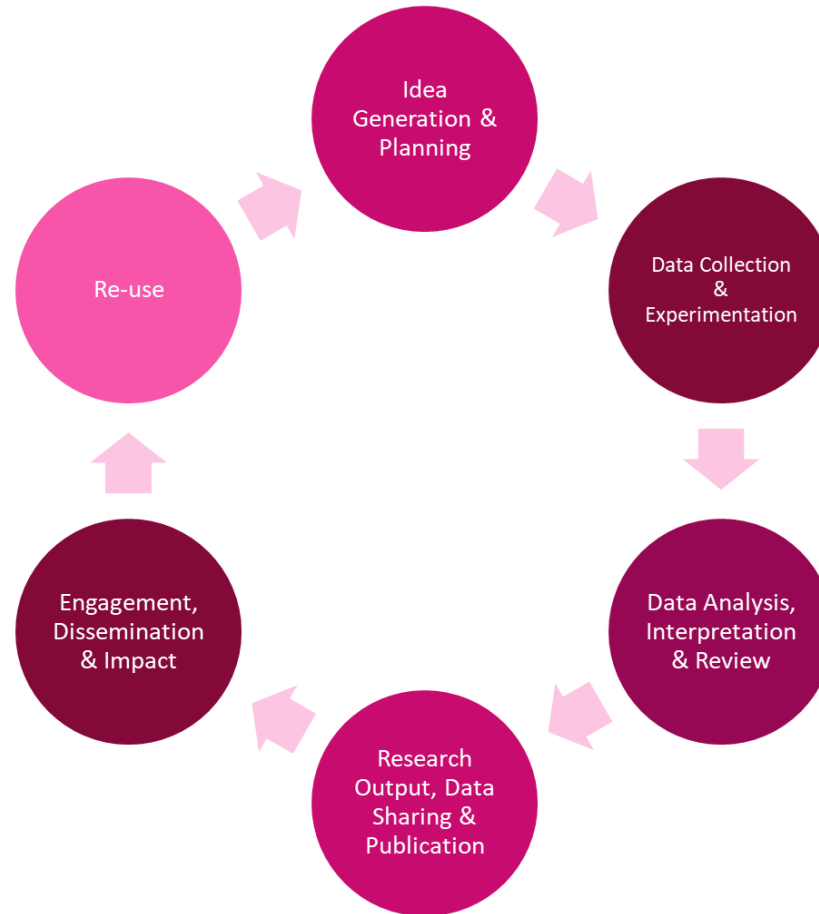 Idea
Generation &
Planning
Data Collection
&
Experimentation
Data Analysis,
Interpretation
& Review
Research
Output, Data
Sharing &
Publication
Engagement,
Dissemination
& Impact
Re-use